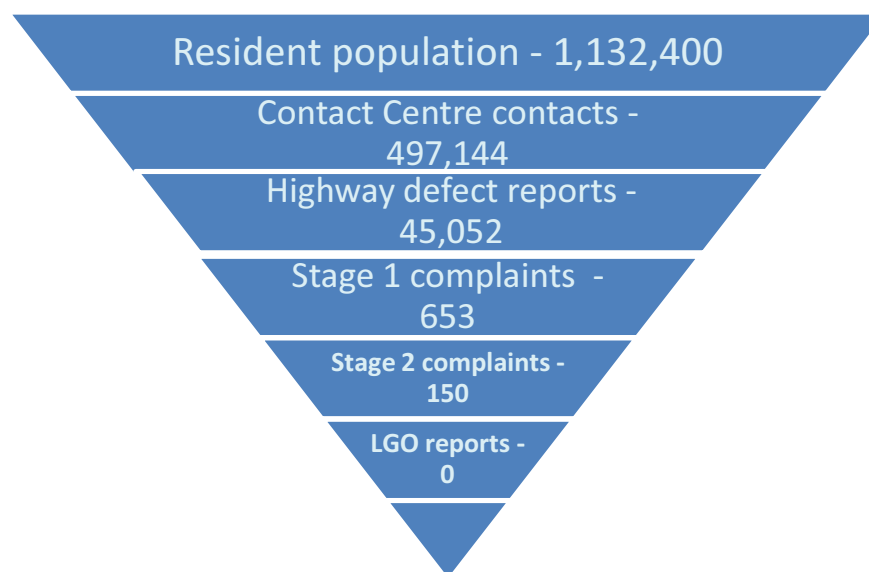 Resident population - 1,132,400
Contact Centre contacts -
497,144
Highway defect reports -
45,052
Stage 1 complaints -
653
Stage 2 complaints -
150
LGO reports -
0